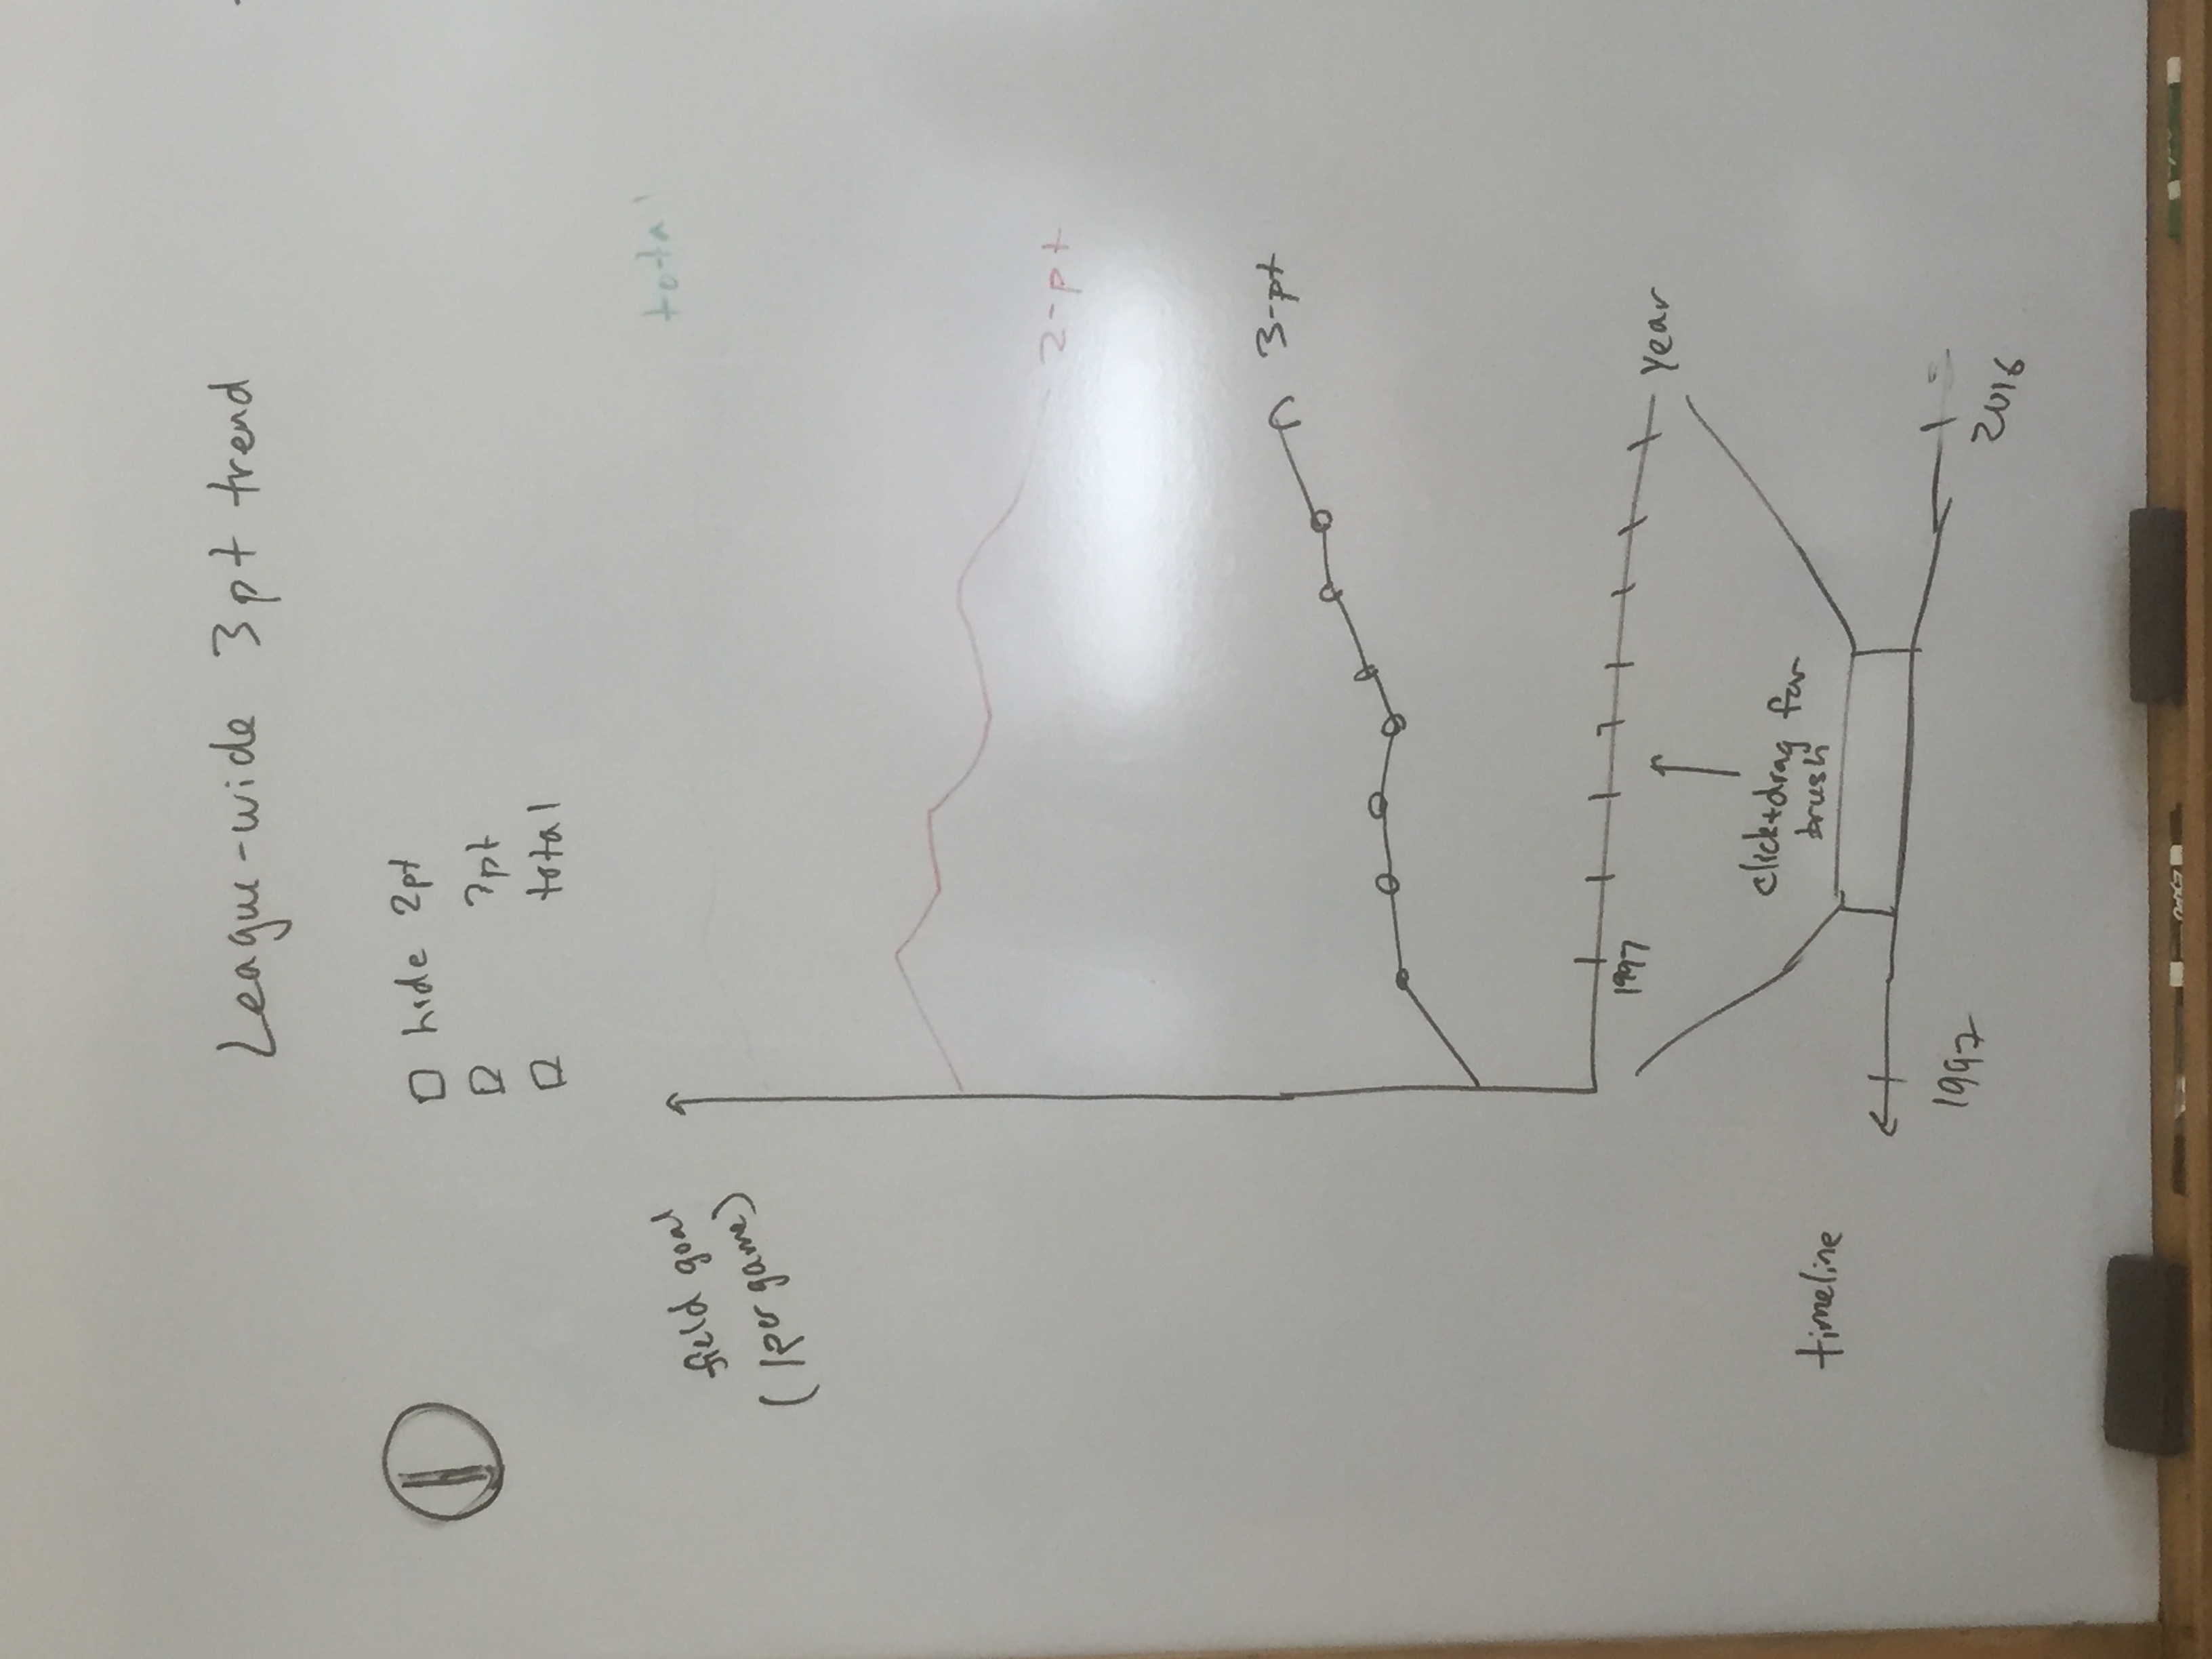 League-wide 3pt trend
1
hide 2pt
3pt
total
field goal
(per game)
total
2-pt
3-pt
1997
year
click+drag for
brush
timeline
1997
2016